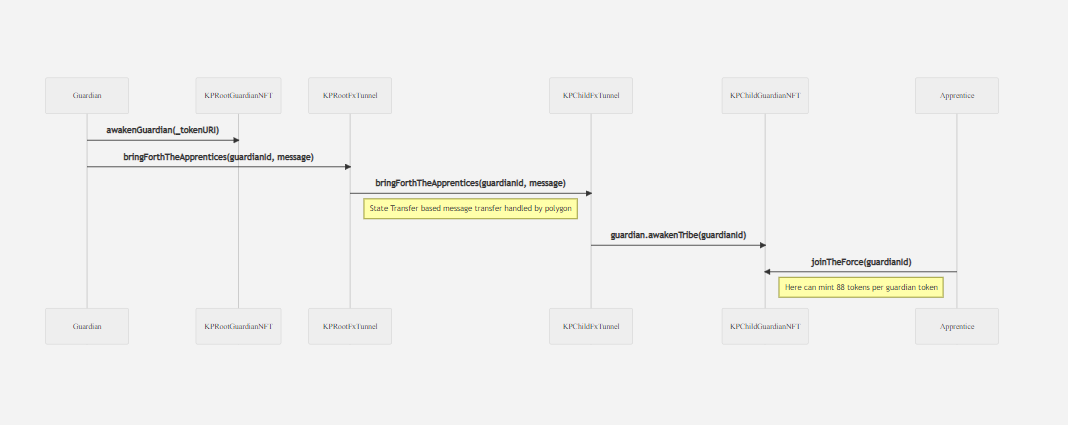 Guardian
KPRootGuardianNFT
KPRootFxTunnel
KPChildFxTunnel
KPChildGuardianNFT
Apprentice
awakenGuardian(_tokenURI)
bringForthTheApprentices(guardianId, message)
bringForthTheApprentices(guardianId, message)
State Transfer based message transfer handled by polygon
guardian.awakenTribe(guardianId)
joinTheForce(guardianId)
Here can mint 88 tokens per guardian token
Guardian
KPRootGuardianNFT
KPRootFxTunnel
KPChildFxTunnel
KPChildGuardianNFT
Apprentice